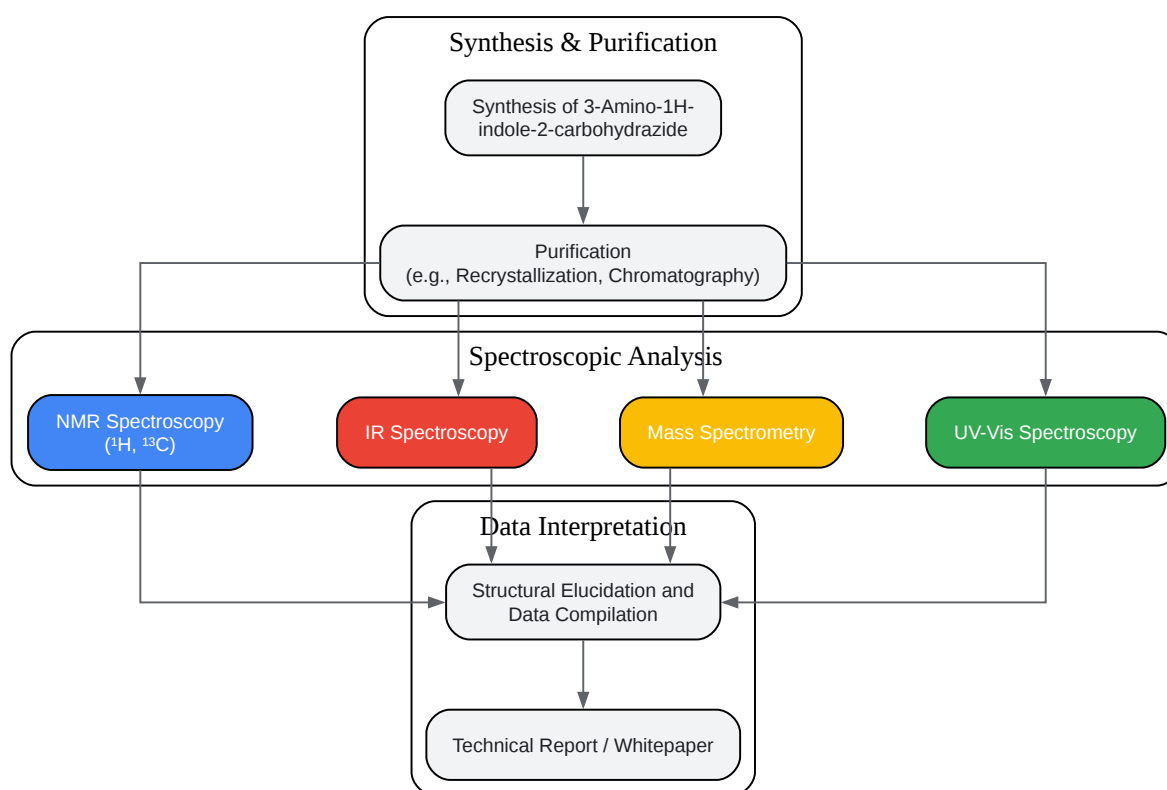 Synthesis & Purification
Synthesis of 3-Amino-1H-
indole-2-carbohydrazide
Purification
(e.g., Recrystallization, Chromatography)
Spectroscopic Analysis
NMR Spectroscopy
(¹H, ¹³C)
IR Spectroscopy
Mass Spectrometry
UV-Vis Spectroscopy
Data Interpretation
Structural Elucidation and
Data Compilation
Technical Report / Whitepaper